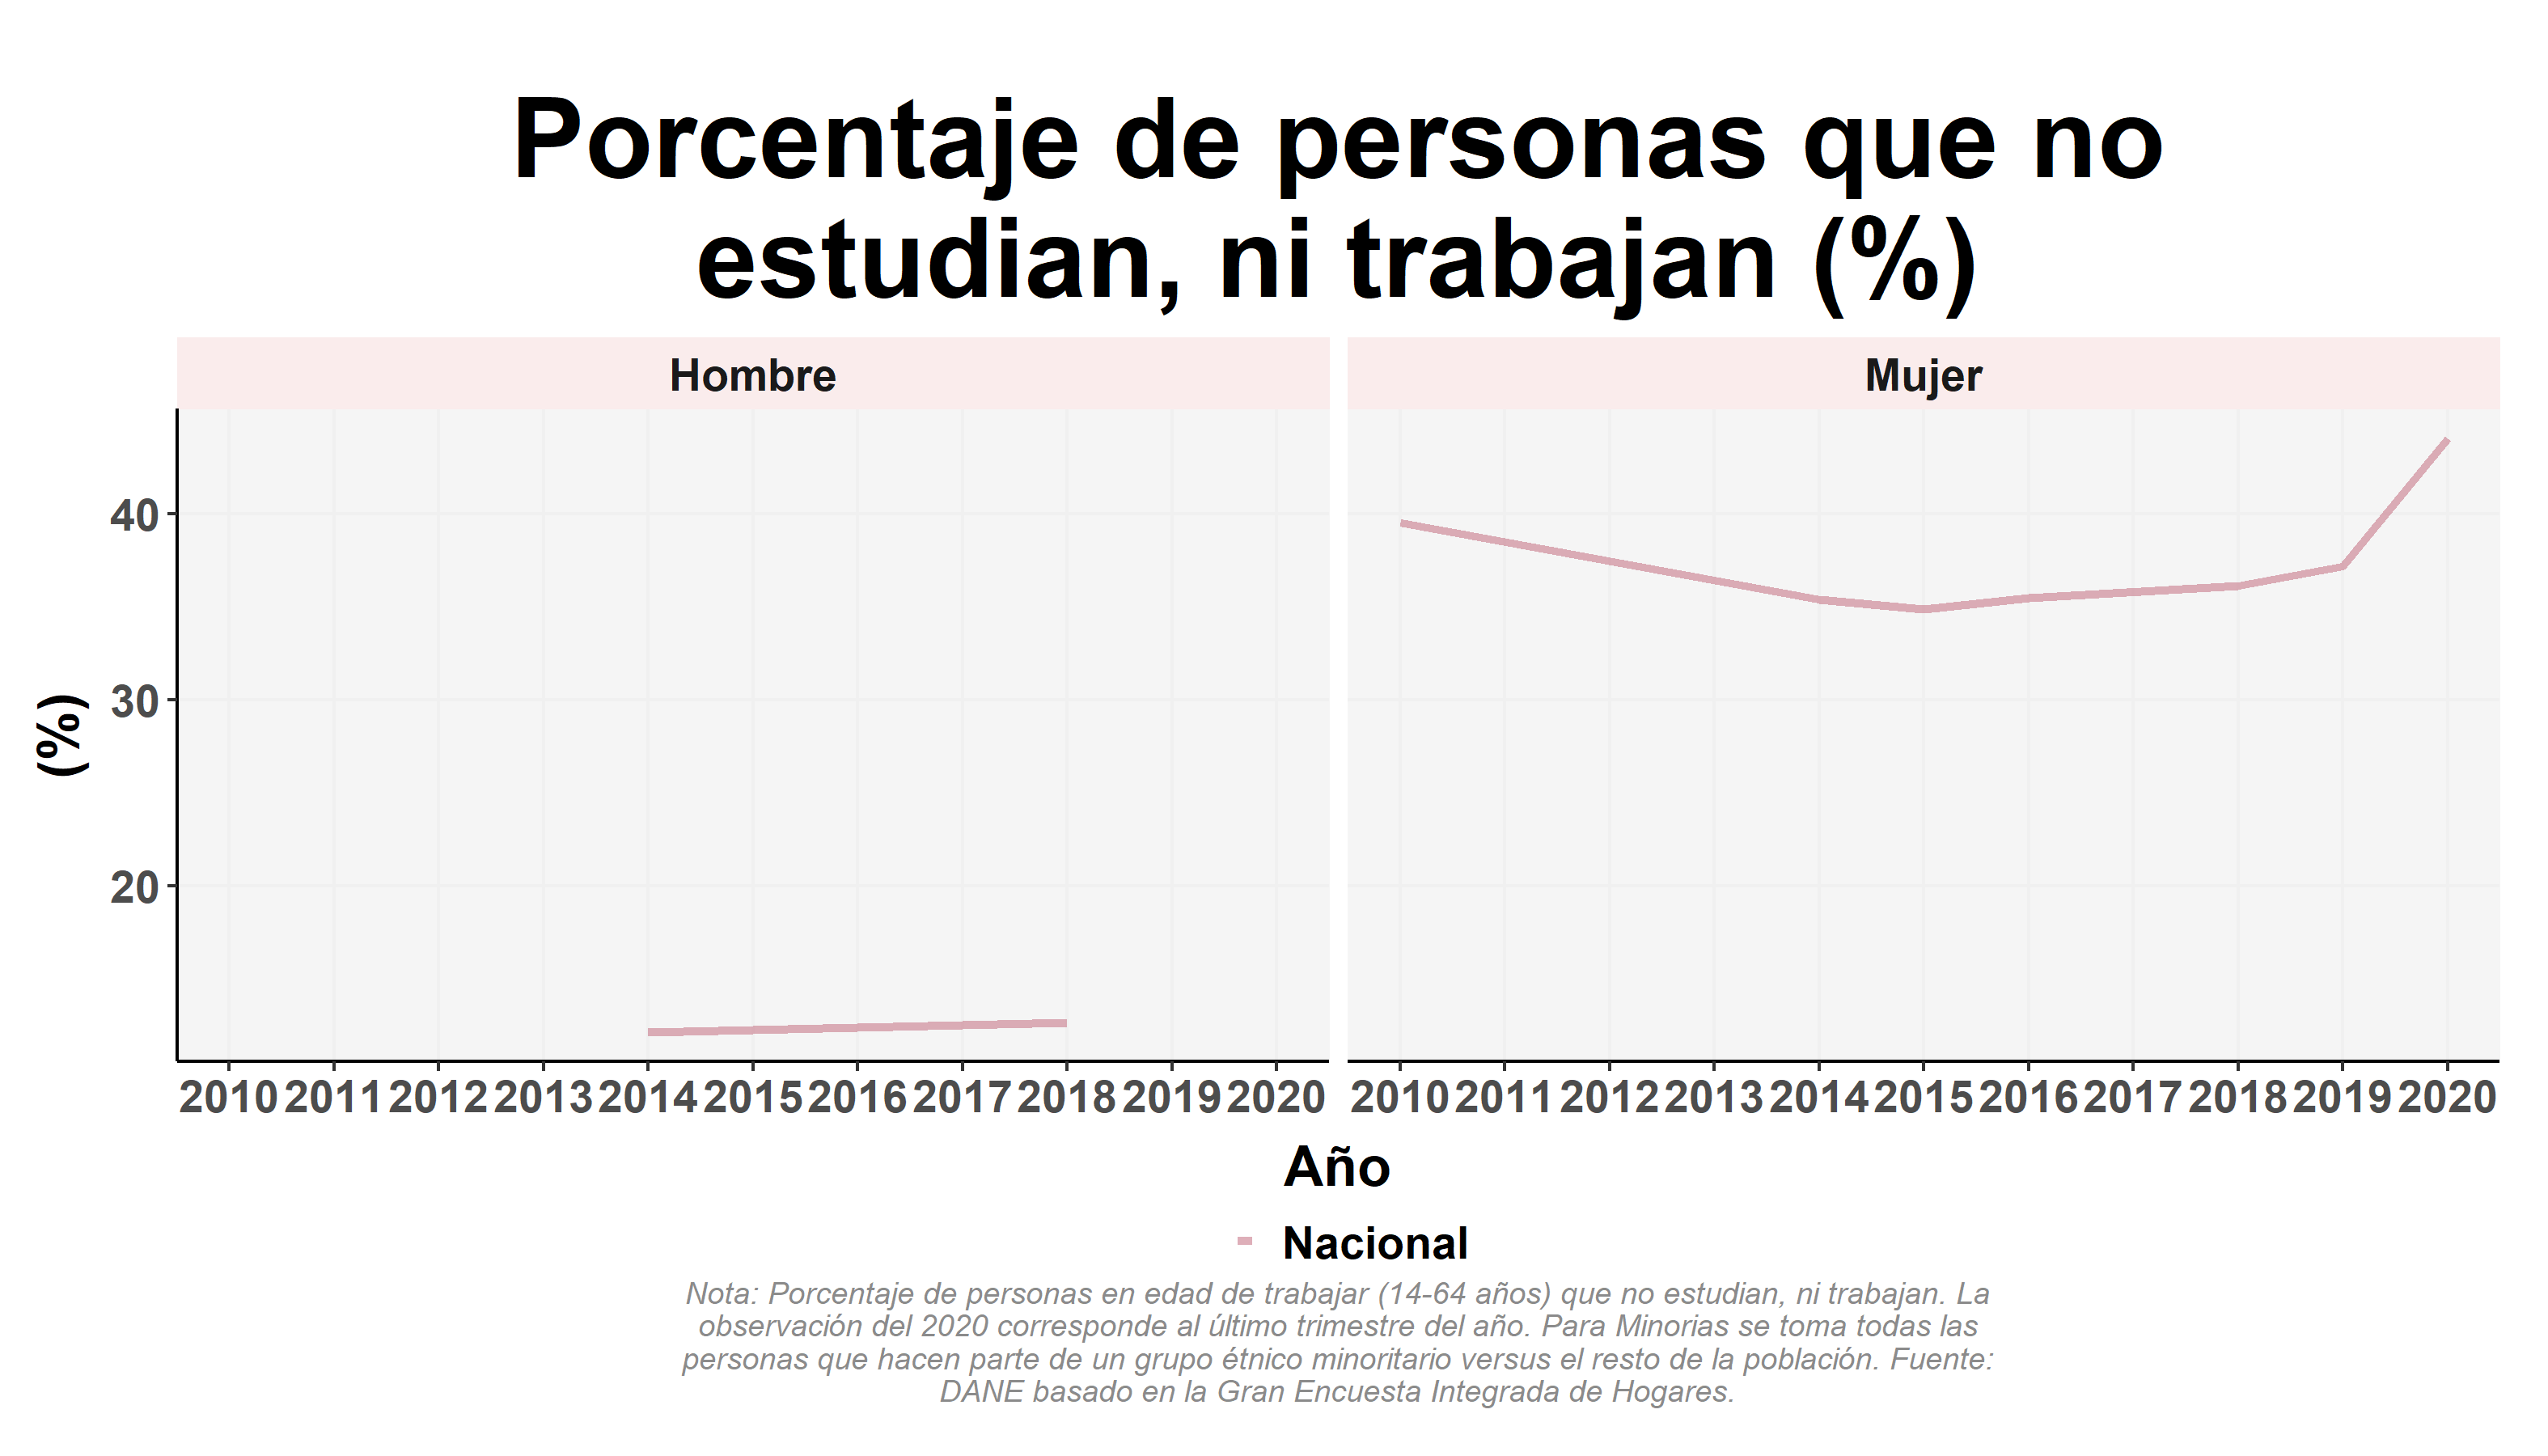 Porcentaje de personas que no
estudian, ni trabajan (%)
Hombre
Mujer
(%)
40
30
20
2010 2011 2012 2013 2014 2015 2016 2017 2018 2019 2020
2010 2011 2012 2013 2014 2015 2016 2017 2018 2019 2020
Año
Nacional
Nota: Porcentaje de personas en edad de trabajar (14-64 años) que no estudian, ni trabajan. La
observación del 2020 corresponde al último trimestre del año. Para Minorias se toma todas las
personas que hacen parte de un grupo étnico minoritario versus el resto de la población. Fuente:
DANE basado en la Gran Encuesta Integrada de Hogares.